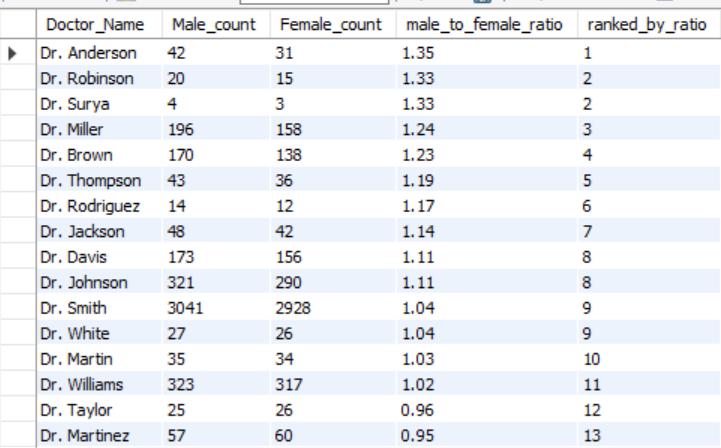 Doctor_Name Male_count Female_count male_to_female_ratio ranked_by_ratio
Dr. Anderson 42 31 1.35 1
Dr. Robinson 20 15 1.33 2
Dr. Surya 4 3 1.33 2
Dr. Miller 196 158 1.24 3
Dr. Brown 170 138 1.23 4
Dr. Thompson 43 36 1.19 5
Dr. Rodriguez 14 12 1.17 6
Dr. Jackson 48 42 1.14 7
Dr. Davis 173 156 1.11 8
Dr. Johnson 321 290 1.11 8
Dr. Smith 3041 2928 1.04 9
Dr. White 27 26 1.04 9
Dr. Martin 35 34 1.03 10
Dr. Williams 323 317 1.02 11
Dr. Taylor 25 26 0.96 12
Dr. Martinez 57 60 0.95 13